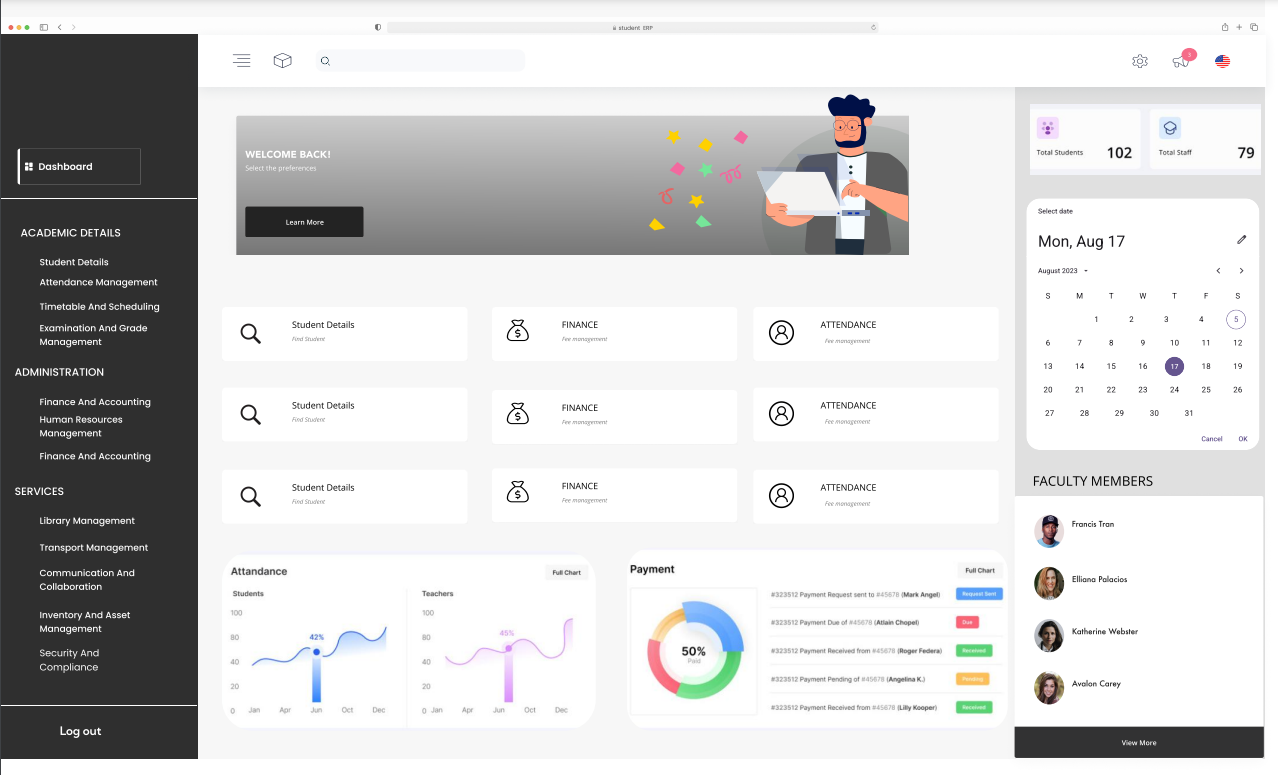 student ERP
3
Dashboard
ACADEMIC DETAILS
Student Details
Attendance Management
Timetable And Scheduling
Examination And Grade
Management
ADMINISTRATION
Finance And Accounting
Human Resources
Management
Finance And Accounting
SERVICES
Library Management
Transport Management
Communication And
Collaboration
Inventory And Asset
Management
Security And
Compliance
Log out
WELCOME BACK!
Select the preferences
Learn More
Student Details
Find Student
FINANCE
Fee management
ATTENDANCE
Fee management
Student Details
Find Student
FINANCE
Fee management
ATTENDANCE
Fee management
Student Details
Find Student
FINANCE
Fee management
ATTENDANCE
Fee management
Attandance
Full Chart
Students
100
80
60
40
20
0
42%
Jan Apr Jun Oct Dec
Teachers
100
80
60
40
20
0
45%
Jan Apr Jun Oct Dec
Payment
Full Chart
50%
Paid
#323512 Payment Request sent to #45678 (Mark Angel) Request Sent
#323512 Payment Due of #45678 (Atlain Chopel) Due
#323512 Payment Received from #45678 (Roger Federa) Received
#323512 Payment Pending of #45678 (Angelina K.) Pending
#323512 Payment Received from #45678 (Lilly Kooper) Received
Total Students 102
Total Staff 79
Select date
Mon, Aug 17
August 2023
S M T W T F S
1 2 3 4 5
6 7 8 9 10 11 12
13 14 15 16 17 18 19
20 21 22 23 24 25 26
27 28 29 30 31
Cancel OK
FACULTY MEMBERS
Francis Tran
Elliana Palacios
Katherine Webster
Avalon Carey
View More